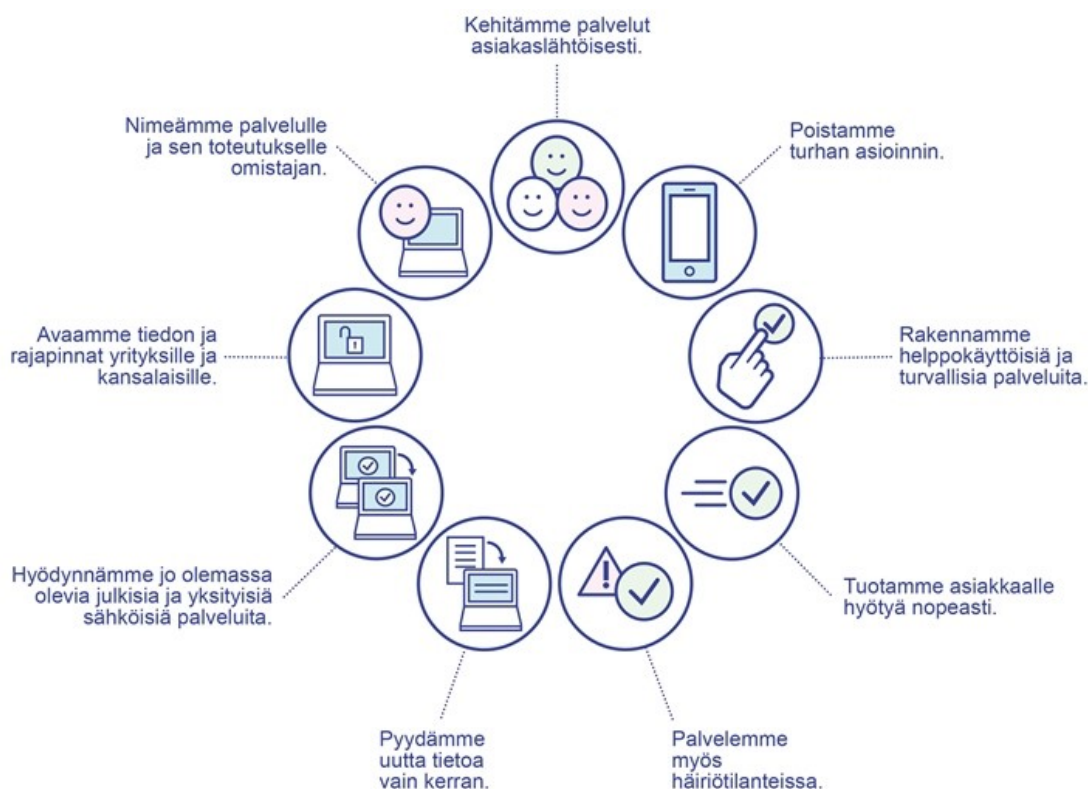 Kehitämme palvelut
asiakaslähtöisesti.
Poistamme
turhan asioinnin.
Rakennamme
helppokäyttöisiä ja
turvallisia palveluita.
Tuotamme asiakkaalle
hyötyä nopeasti.
Palvelemme
myös
häiriötilanteissa.
Pyydämme
uutta tietoa
vain kerran.
Hyödynnämme jo olemassa
olevia julkisia ja yksityisiä
sähköisiä palveluita.
Avaamme tiedon ja
rajapinnat yrityksille ja
kansalaisille.
Nimeämme palvelulle
ja sen toteutukselle
omistajan.